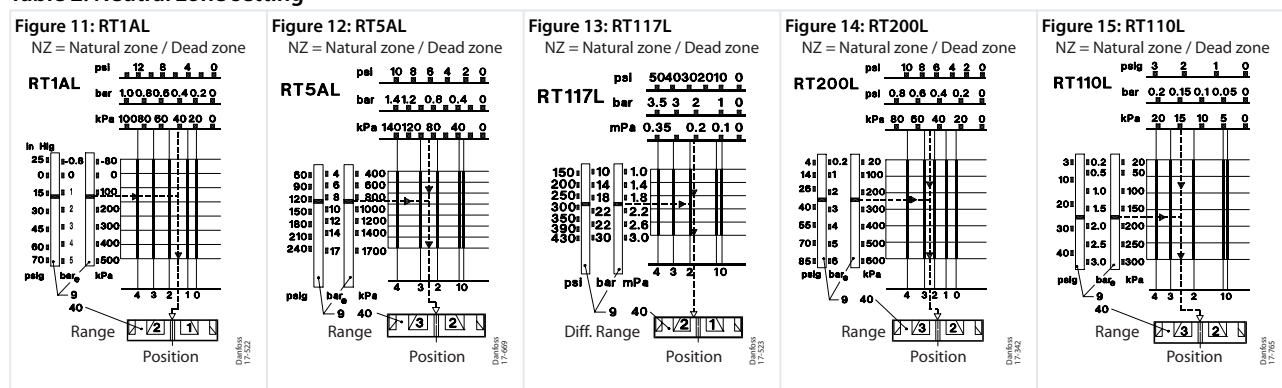 Figure 11: RT1AL
NZ = Natural zone / Dead zone
psi 12 8 4 0
RT1AL
bar 1.0 0.8 0.6 0.4 0.2 0
kPa 100 80 60 40 20 0
in Hig
25 -0.8 -80
0 0 0
15 1 100
30 2 200
45 3 300
60 4 400
70 5 500
psig bare kPa
4 3 2 1 0
9
40
2 1
Range
Position
Danfoss
17-522
Figure 12: RT5AL
NZ = Natural zone / Dead zone
psi 10 8 6 4 2 0
RT5AL
bar 1.4 1.2 0.8 0.4 0
kPa 140 120 80 40 0
60 4 400
90 6 600
120 8 800
150 10 1000
180 12 1200
210 14 1400
240 17 1700
psig bare kPa
4 3 2 1 0
9
40
3 2
Range
Position
Danfoss
17-669
Figure 13: RT117L
NZ = Natural zone / Dead zone
psi 50 40 30 20 10 0
RT117L
bar 3.5 3 2 1 0
mPa 0.35 0.2 0.1 0
150 10 1.0
200 14 1.4
250 18 1.8
300 22 2.2
350
390 22 2.6
430 30 3.0
4 3 2 1 0
psi bar mPa
9
40
2 1
Diff. Range
Position
Danfoss
17-523
Figure 14: RT200L
NZ = Natural zone / Dead zone
psi 10 8 6 4 2 0
RT200L
psi 0.8 0.6 0.4 0.2 0
kPa 80 60 40 20 0
4 0.2 20
14 1 100
26 2 200
40 3 300
55 4 400
70 5 500
85 6 600
psig bare kPa
4 3 2 1 0
9
40
3 2
Range
Position
Danfoss
17-342
Figure 15: RT110L
NZ = Natural zone / Dead zone
psig 3 2 1 0
RT110L
bar 0.2 0.15 0.1 0.05 0
kPa 20 15 10 5 0
3 0.2 20
10 0.5 50
1.0 100
20 1.5 150
2.0 200
30 2.5 250
40 3.0 300
psig bare kPa
4 3 2 1 0
9
40
3 2
Range
Position
Danfoss
17-765